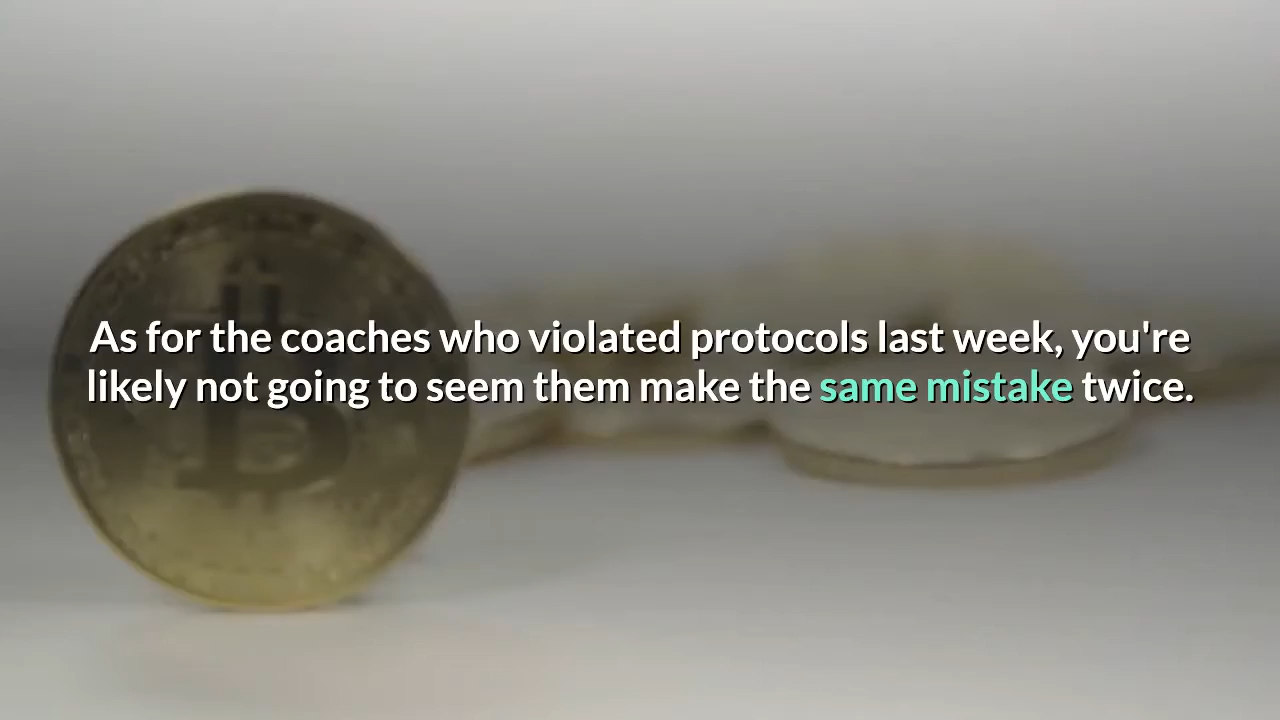 As for the coaches who violated protocols last week, you're
likely not going to seem them make the same mistake twice.